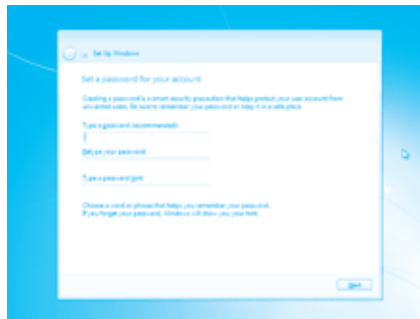 Set Up Windows
Set a password for your account
Creating a password is a smart security precaution that helps protect your user account from
unwanted users. Be sure to remember your password or keep it in a safe place.
Type a password (recommended):
Retype your password:
Type a password hint:
Choose a word or phrase that helps you remember your password.
If you forget your password, Windows will show you your hint.
Next